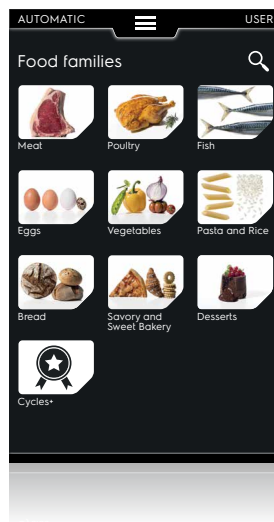 AUTOMATIC USER
Food families
Meat Poultry Fish
Eggs Vegetables Pasta and Rice
Bread Savory and Desserts
Sweet Bakery
Cycles+